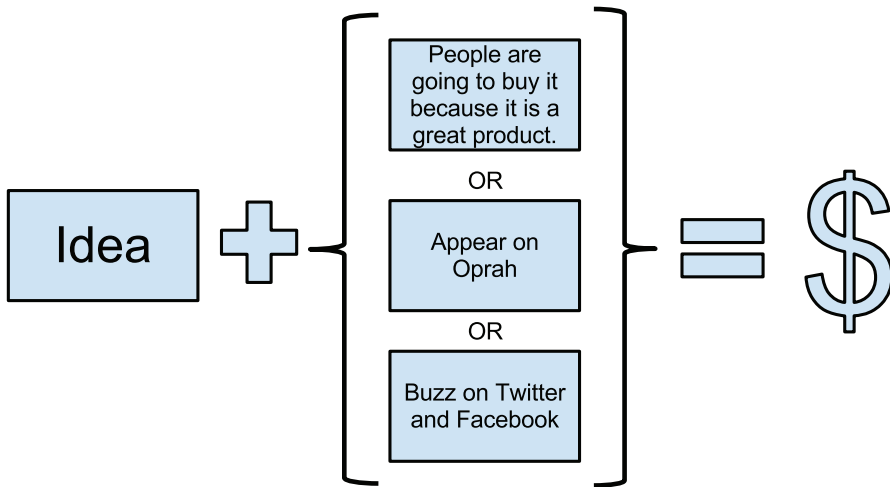 People are
going to buy it
because it is a
great product.
OR
Idea
Appear on
Oprah
$
OR
Buzz on Twitter
and Facebook